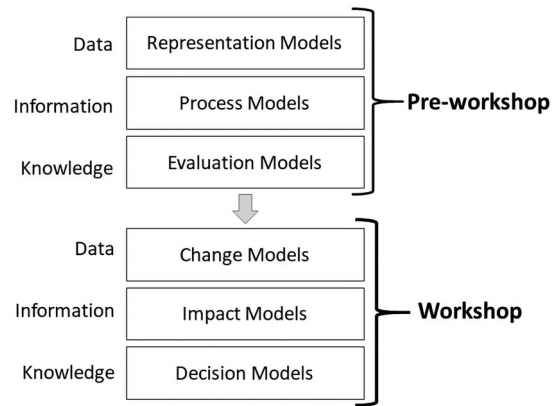 Data
Representation Models
Information
Process Models
Pre-workshop
Knowledge
Evaluation Models
Data
Change Models
Information
Impact Models
Workshop
Knowledge
Decision Models